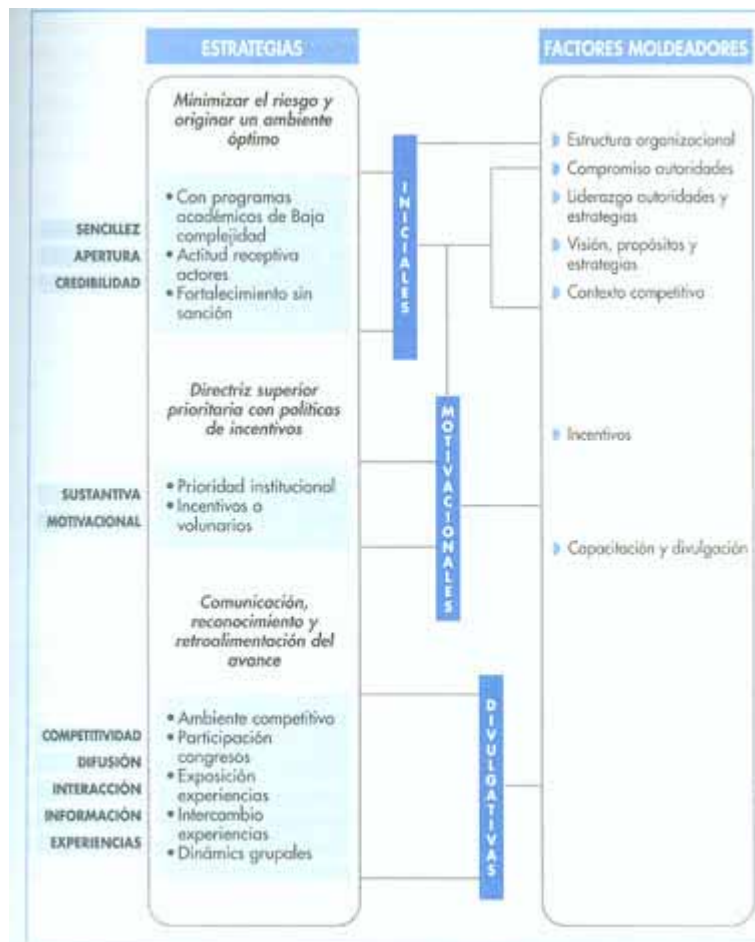 ESTRATEGIAS
Minimizar el riesgo y
originar un ambiente
óptimo
SENCILLEZ
APERTURA
CREDIBILIDAD
• Con programas
académicos de Baja
complejidad
• Actitud receptiva
actores
• Fortalecimiento sin
sanción
Directriz superior
prioritaria con políticas
de incentivos
SUSTANTIVA
MOTIVACIONAL
• Prioridad institucional
• Incentivos a
volunarios
Comunicación,
reconocimiento y
retroalimentación del
avance
COMPETITIVIDAD
DIFUSIÓN
INTERACCIÓN
INFORMACIÓN
EXPERIENCIAS
• Ambiente competitivo
• Participación
congresos
• Exposición
experiencias
• Intercambio
experiencias
• Dinámics grupales
INICIALES
MOTIVACIONALES
DIVULGATIVAS
FACTORES MOLDEADORES
Estructura organizacional
Compromiso autoridades
Liderazgo autoridades y
estrategias
Visión, propósitos y
estrategias
Contexto competitivo
Incentivos
Capacitación y divulgación